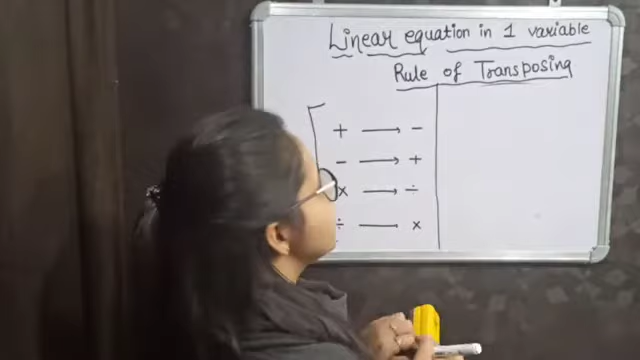 Linear equation in 1 variable
Rule of Transposing
+ → -
- → +
x → ÷
÷ — x